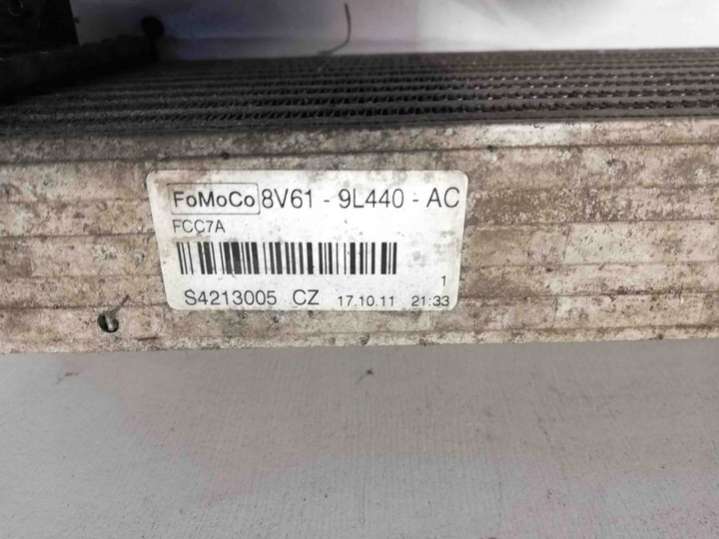 FoMoCo 8V61 - 9L440 - AC
FCC7A
1
S4213005 CZ 17.10.11 21:33